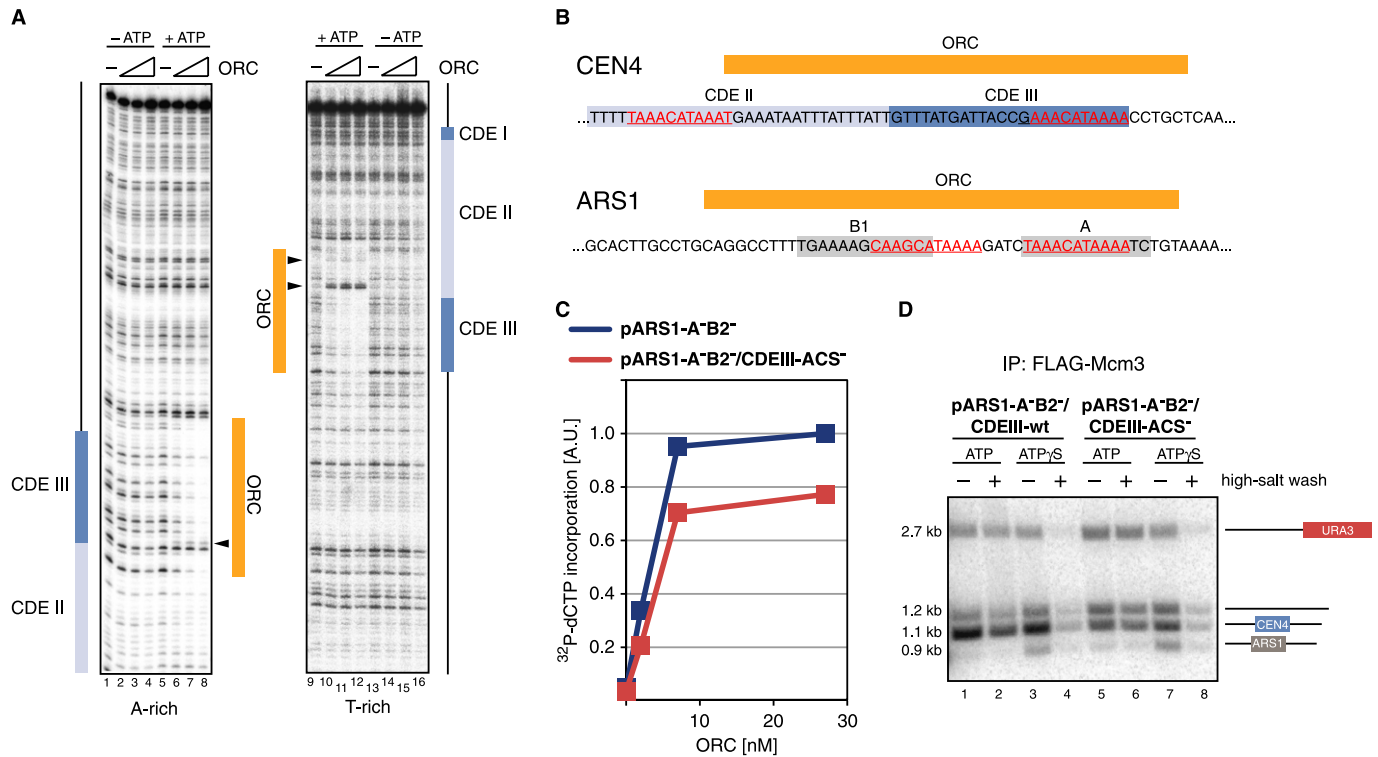 A
– ATP
+ ATP
–
–
ORC
CDE III
CDE II
ORC
1 2 3 4 5 6 7 8
A-rich
+ ATP
– ATP
–
–
ORC
ORC
CDE I
CDE II
CDE III
9 10 11 12 13 14 15 16
T-rich
B
ORC
CEN4
CDE II
CDE III
...TTTTTAAACATAAATGAAATAATTTATTTATTGTTTATGATTACCGAAACATAAAACCTGCTCAA...
ORC
ARS1
B1
A
...GCACTTGCCTGCAGGCCTTTTGAAAAGCAAGCATAAAAGATCTAAACATAAAATCTGTAAAA...
C
pARS1-A⁻B2⁻
pARS1-A⁻B2⁻/CDEIII-ACS⁻
³²P-dCTP incorporation [A.U.]
1.0
0.8
0.6
0.4
0.2
10
20
30
ORC [nM]
D
IP: FLAG-Mcm3
pARS1-A⁻B2⁻/
CDEIII-wt
pARS1-A⁻B2⁻/
CDEIII-ACS⁻
ATP
ATPγS
ATP
ATPγS
– + – + – + – +
high-salt wash
2.7 kb
1.2 kb
1.1 kb
0.9 kb
URA3
CEN4
ARS1
1 2 3 4 5 6 7 8